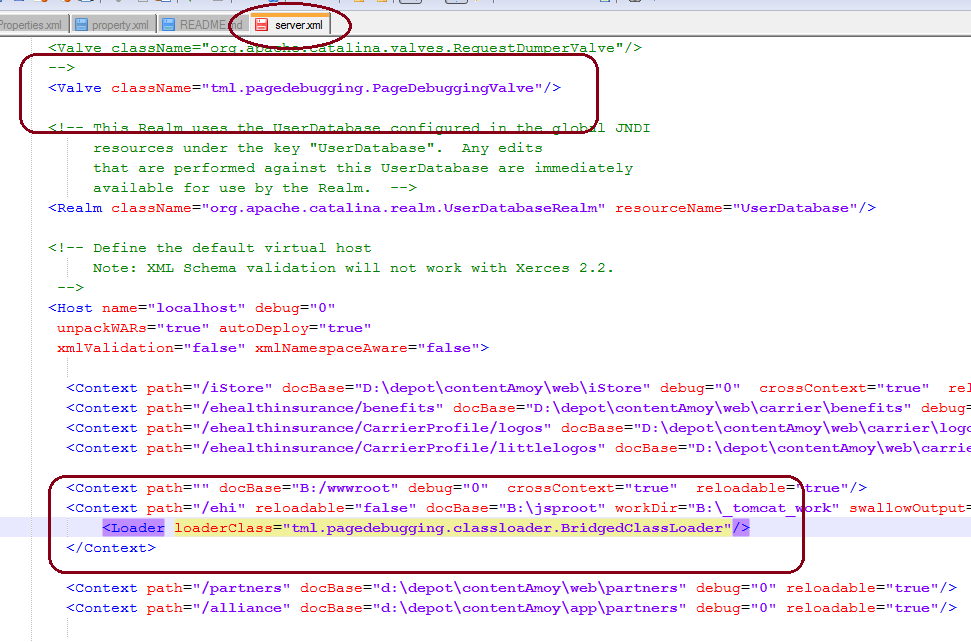 Properties.xml property.xml README.md server.xml
<Valve className="org.apache.catalina.valves.RequestDumperValve"/>
-->
<Valve className="tml.pagedebugging.PageDebuggingValve"/>
<!-- This Realm uses the UserDatabase configured in the global JNDI
resources under the key "UserDatabase".  Any edits
that are performed against this UserDatabase are immediately
available for use by the Realm.  -->
<Realm className="org.apache.catalina.realm.UserDatabaseRealm" resourceName="UserDatabase"/>
<!-- Define the default virtual host
Note: XML Schema validation will not work with Xerces 2.2.
-->
<Host name="localhost" debug="0"
unpackWARs="true" autoDeploy="true"
xmlValidation="false" xmlNamespaceAware="false">
<Context path="/iStore" docBase="D:\depot\contentAmoy\web\iStore" debug="0"  crossContext="true"  rel
<Context path="/ehealthinsurance/benefits" docBase="D:\depot\contentAmoy\web\carrier\benefits" debug=
<Context path="/ehealthinsurance/CarrierProfile/logos" docBase="D:\depot\contentAmoy\web\carrier\logo
<Context path="/ehealthinsurance/CarrierProfile/littlelogos" docBase="D:\depot\contentAmoy\web\carrie
<Context path="" docBase="B:/wwwroot" debug="0"  crossContext="true"  reloadable="true"/>
<Context path="/ehi" reloadable="false" docBase="B:\jsproot" workDir="B:\_tomcat_work" swallowOutput=
<Loader loaderClass="tml.pagedebugging.classloader.BridgedClassLoader"/>
</Context>
<Context path="/partners" docBase="d:\depot\contentAmoy\web\partners" debug="0" reloadable="true"/>
<Context path="/alliance" docBase="d:\depot\contentAmoy\app\partners" debug="0" reloadable="true"/>